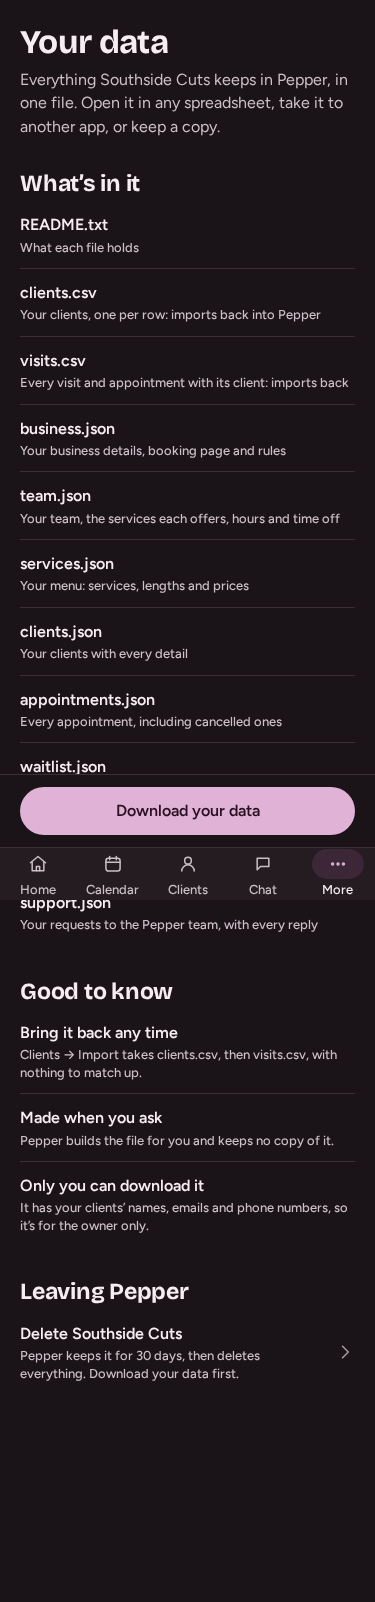 Your data
Everything Southside Cuts keeps in Pepper, in
one file. Open it in any spreadsheet, take it to
another app, or keep a copy.
What's in it
README.txt
What each file holds
clients.csv
Your clients, one per row: imports back into Pepper
visits.csv
Every visit and appointment with its client: imports back
business.json
Your business details, booking page and rules
team.json
Your team, the services each offers, hours and time off
services.json
Your menu: services, lengths and prices
clients.json
Your clients with every detail
appointments.json
Every appointment, including cancelled ones
waitlist.json
Download your data
Home Calendar Clients Chat More
support.json
Your requests to the Pepper team, with every reply
Good to know
Bring it back any time
Clients → Import takes clients.csv, then visits.csv, with
nothing to match up.
Made when you ask
Pepper builds the file for you and keeps no copy of it.
Only you can download it
It has your clients’ names, emails and phone numbers, so
it’s for the owner only.
Leaving Pepper
Delete Southside Cuts
Pepper keeps it for 30 days, then deletes
everything. Download your data first.